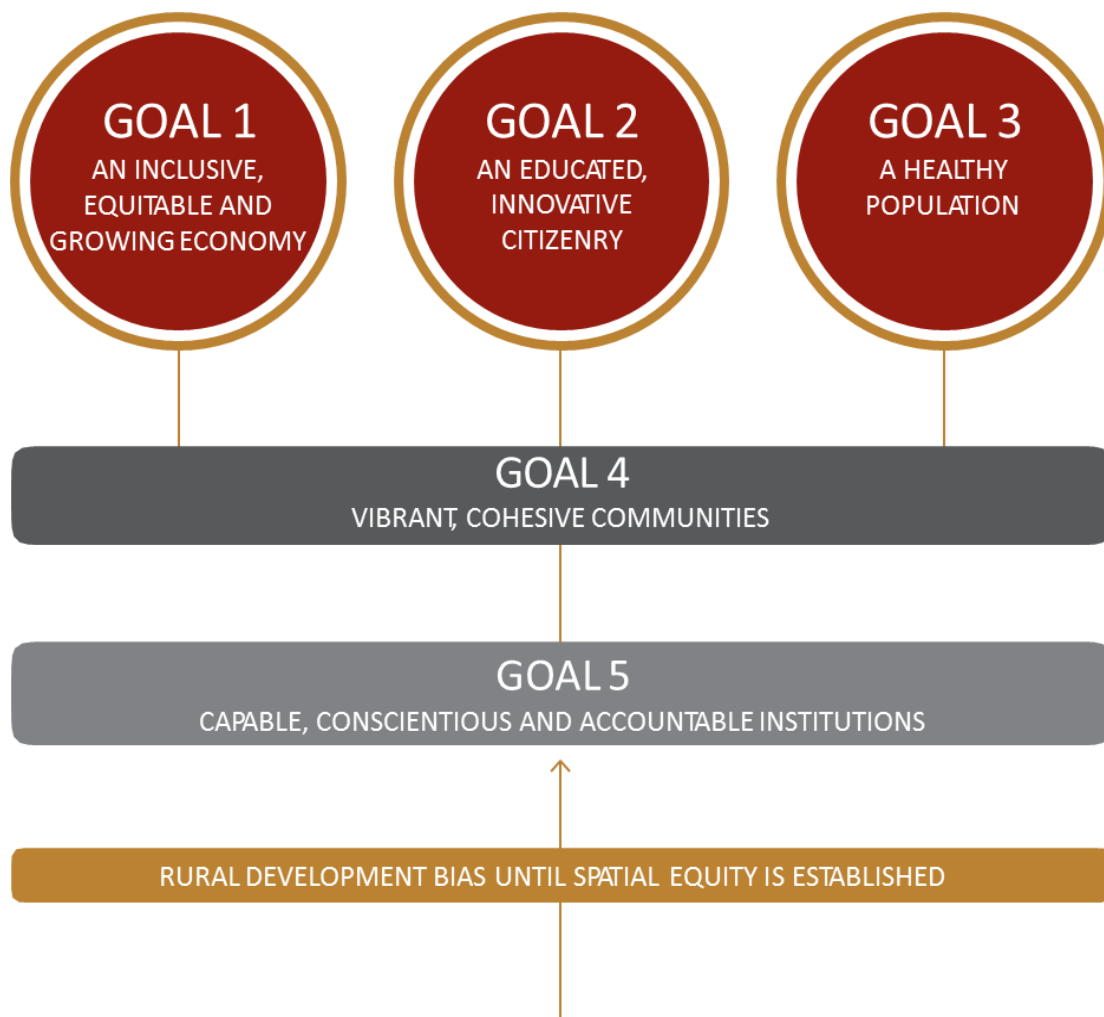 GOAL 1
AN INCLUSIVE,
EQUITABLE AND
GROWING ECONOMY
GOAL 2
AN EDUCATED,
INNOVATIVE
CITIZENRY
GOAL 3
A HEALTHY
POPULATION
GOAL 4
VIBRANT, COHESIVE COMMUNITIES
GOAL 5
CAPABLE, CONSCIENTIOUS AND ACCOUNTABLE INSTITUTIONS
RURAL DEVELOPMENT BIAS UNTIL SPATIAL EQUITY IS ESTABLISHED